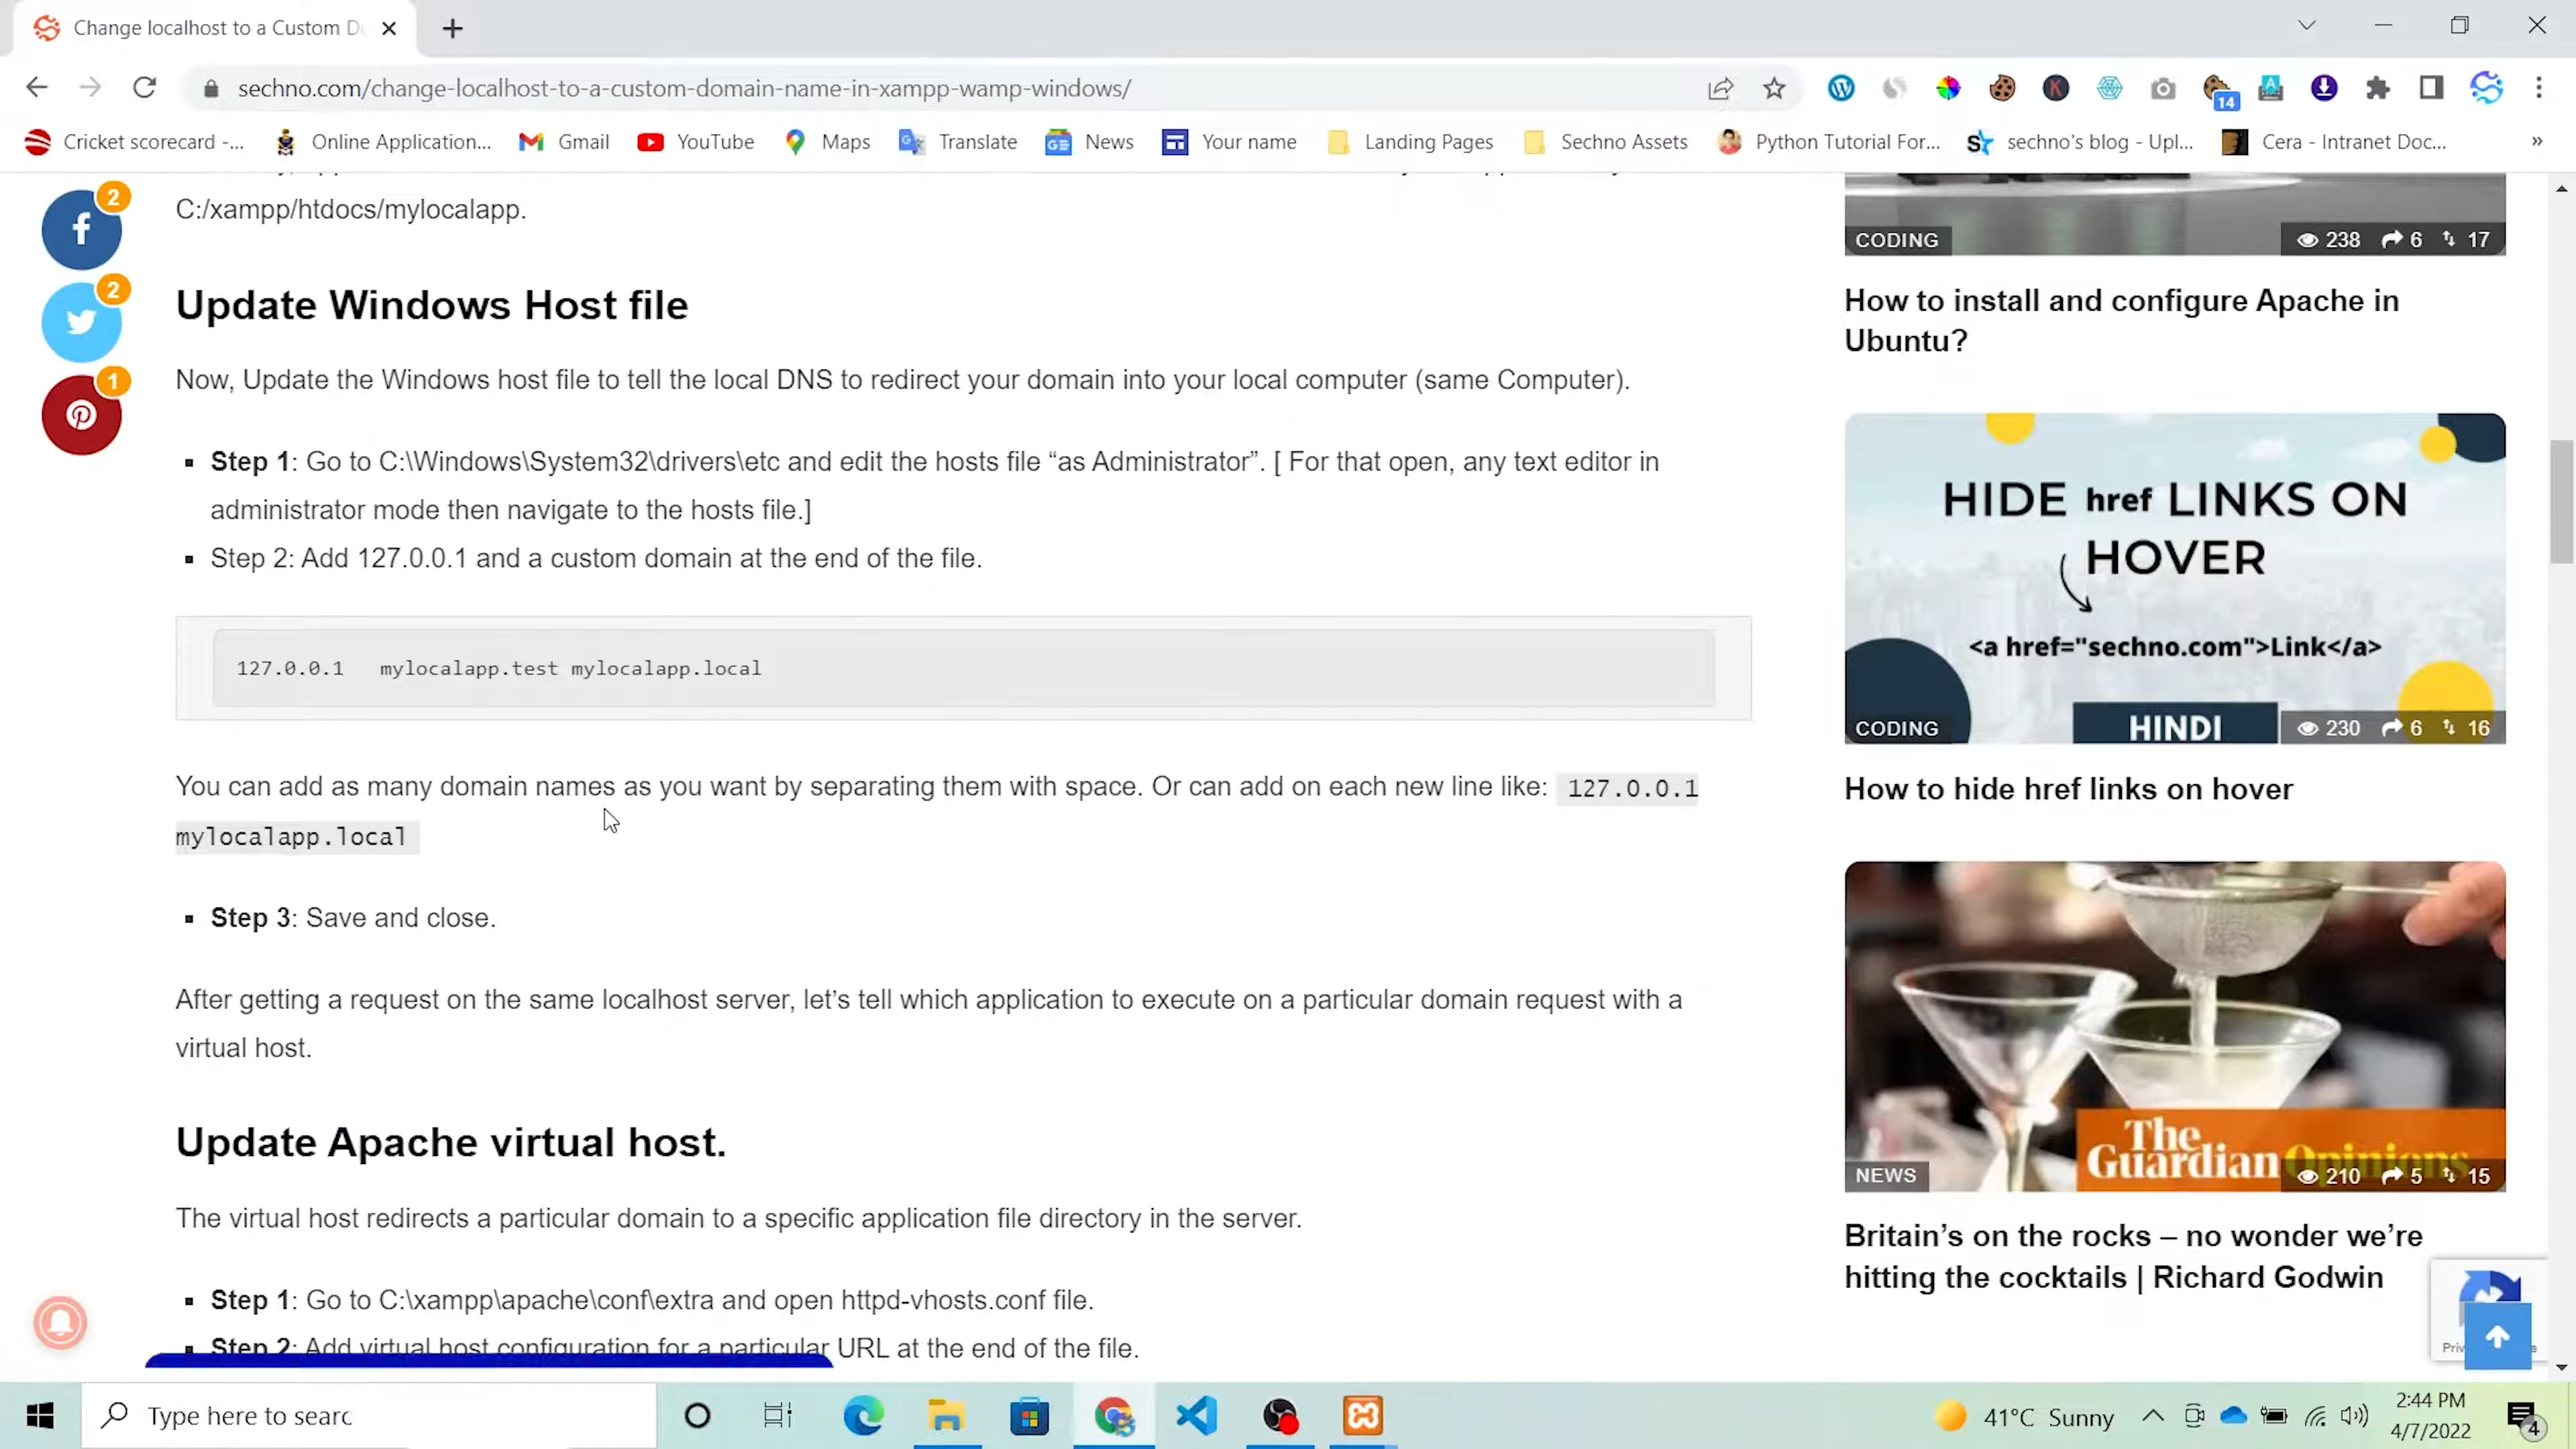 Change localhost to a Custom Do
sechno.com/change-localhost-to-a-custom-domain-name-in-xampp-wamp-windows/
14
Cricket scorecard -...
Online Application...
Gmail
YouTube
Maps
Translate
News
Your name
Landing Pages
Sechno Assets
Python Tutorial For...
sechno's blog - Upl...
Cera - Intranet Doc...
»
2
2
1
C:/xampp/htdocs/mylocalapp.
Update Windows Host file
Now, Update the Windows host file to tell the local DNS to redirect your domain into your local computer (same Computer).
Step 1: Go to C:\Windows\System32\drivers\etc and edit the hosts file “as Administrator”. [ For that open, any text editor in
administrator mode then navigate to the hosts file.]
Step 2: Add 127.0.0.1 and a custom domain at the end of the file.
127.0.0.1 mylocalapp.test mylocalapp.local
You can add as many domain names as you want by separating them with space. Or can add on each new line like: 127.0.0.1
mylocalapp.local
Step 3: Save and close.
After getting a request on the same localhost server, let’s tell which application to execute on a particular domain request with a
virtual host.
Update Apache virtual host.
The virtual host redirects a particular domain to a specific application file directory in the server.
Step 1: Go to C:\xampp\apache\conf\extra and open httpd-vhosts.conf file.
Step 2: Add virtual host configuration for a particular URL at the end of the file.
CODING
238 6 17
How to install and configure Apache in
Ubuntu?
HIDE href LINKS ON
HOVER
<a href="sechno.com">Link</a>
HINDI
CODING
230 6 16
How to hide href links on hover
The
Guardian Opinions
NEWS
210 5 15
Britain’s on the rocks – no wonder we’re
hitting the cocktails | Richard Godwin
Type here to searc
41°C Sunny
2:44 PM
4/7/2022
4